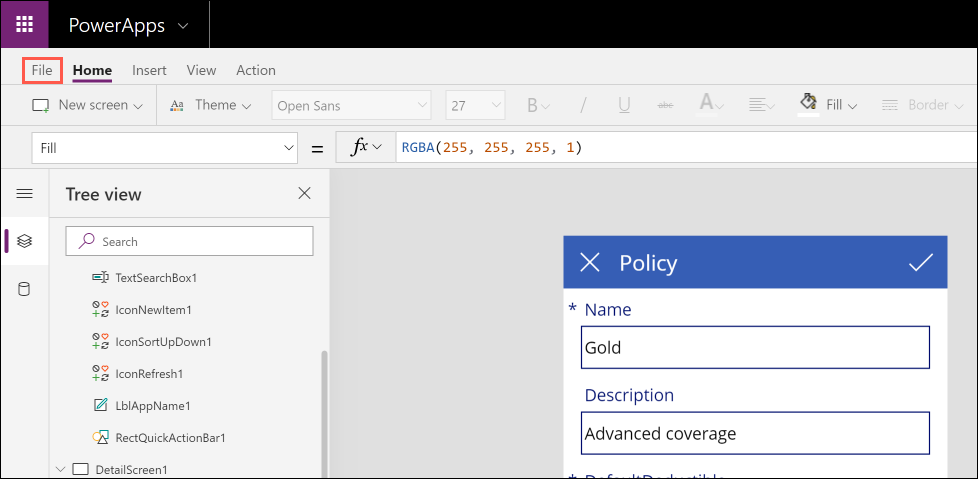 PowerApps
File Home Insert View Action
New screen Theme Open Sans 27 B / U abc A Fill Border
Fill = fx RGBA(255, 255, 255, 1)
Tree view
Search
TextSearchBox1
IconNewItem1
IconSortUpDown1
IconRefresh1
LblAppName1
RectQuickActionBar1
DetailScreen1
Policy
* Name
Gold
Description
Advanced coverage
* DefaultDeductible